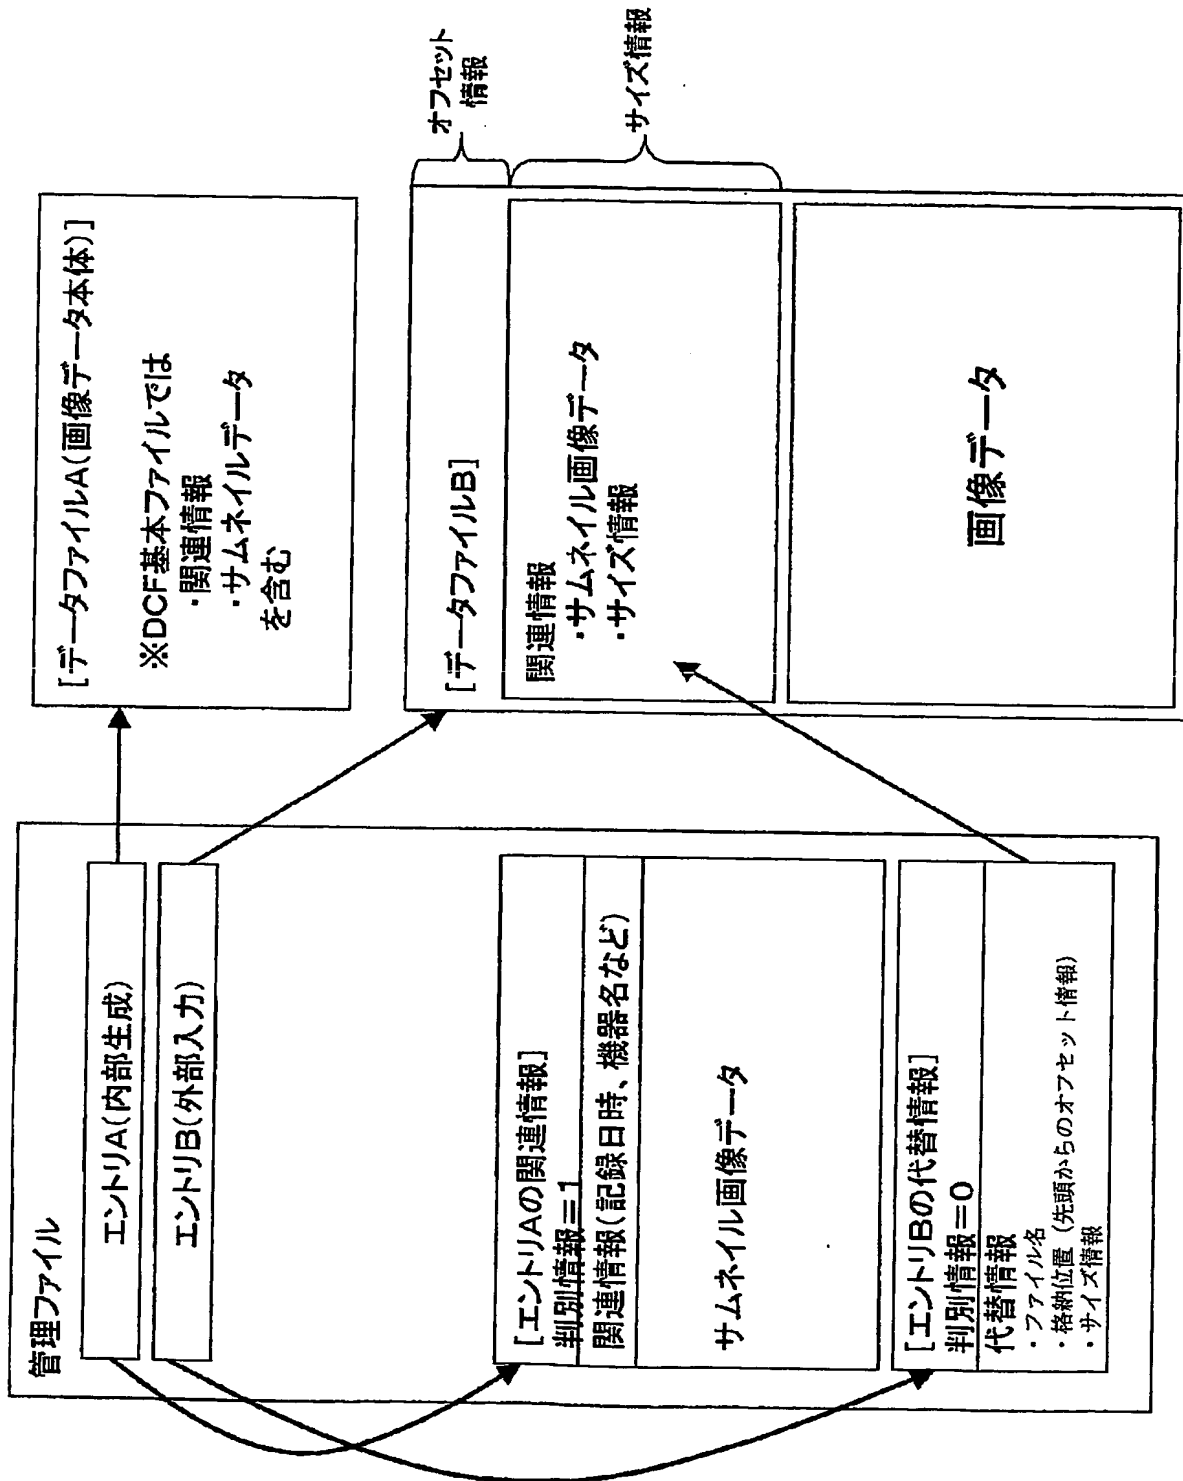 管理ファイル
エントリA(内部生成)
エントリB(外部入力)
[エントリAの関連情報]
判別情報=1
関連情報(記録日時、機器名など)
サムネイル画像データ
[エントリBの代替情報]
判別情報=0
代替情報
・ファイル名
・格納位置(先頭からのオフセット情報)
・サイズ情報
[データファイルA(画像データ本体)]
※DCF基本ファイルでは
・関連情報
・サムネイルデータ
を含む
[データファイルB]
関連情報
・サムネイル画像データ
・サイズ情報
画像データ
オフセット
情報
サイズ情報